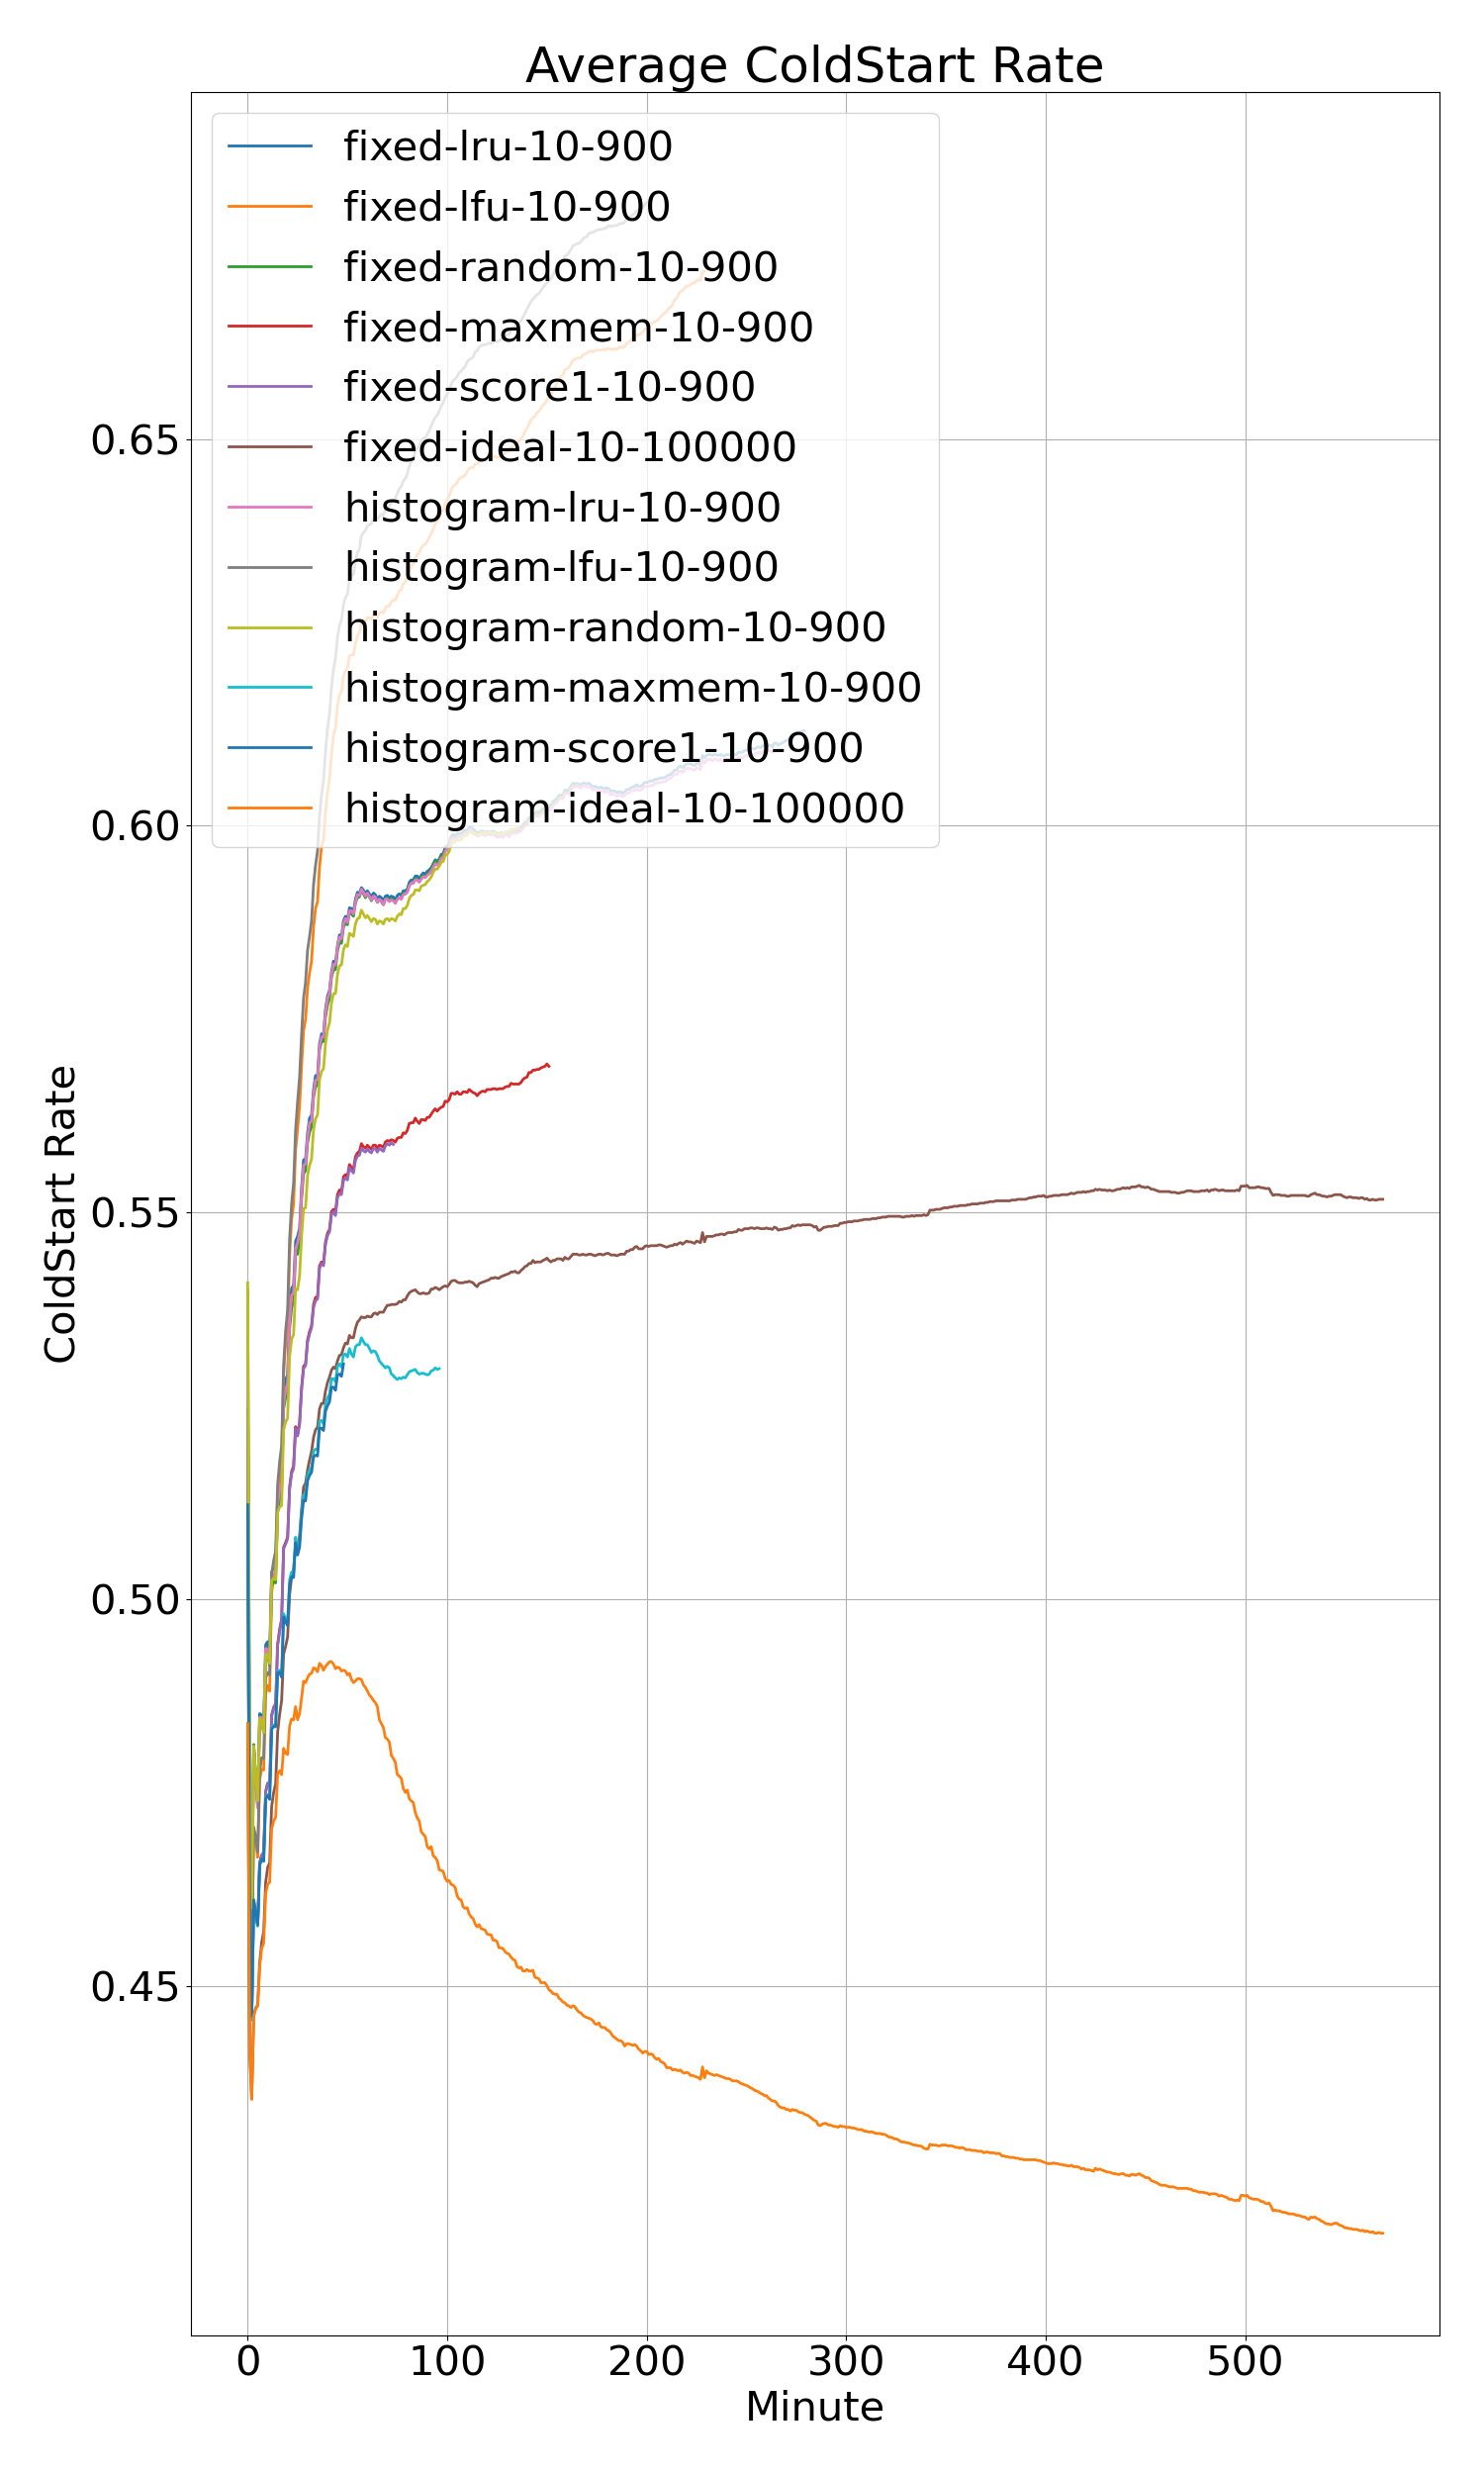 Average ColdStart Rate
fixed-lru-10-900
fixed-lfu-10-900
fixed-random-10-900
fixed-maxmem-10-900
fixed-score1-10-900
fixed-ideal-10-100000
histogram-lru-10-900
histogram-lfu-10-900
histogram-random-10-900
histogram-maxmem-10-900
histogram-score1-10-900
histogram-ideal-10-100000
0.65
0.60
0.55
0.50
0.45
ColdStart Rate
0 100 200 300 400 500
Minute